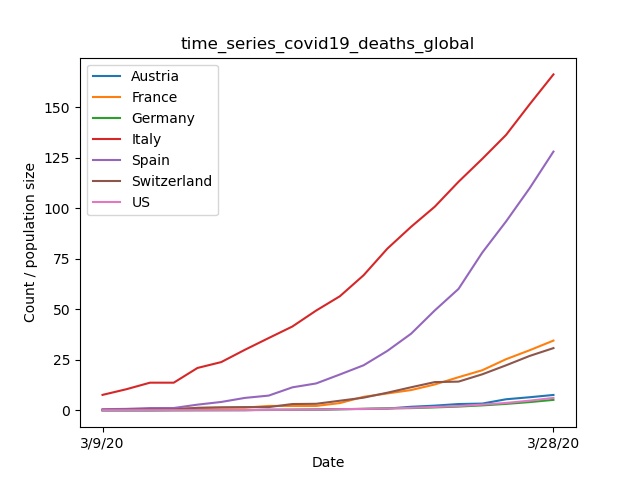 time_series_covid19_deaths_global
Austria
France
Germany
Italy
Spain
Switzerland
US
150
125
100
75
50
25
0
Count / population size
3/9/20
3/28/20
Date